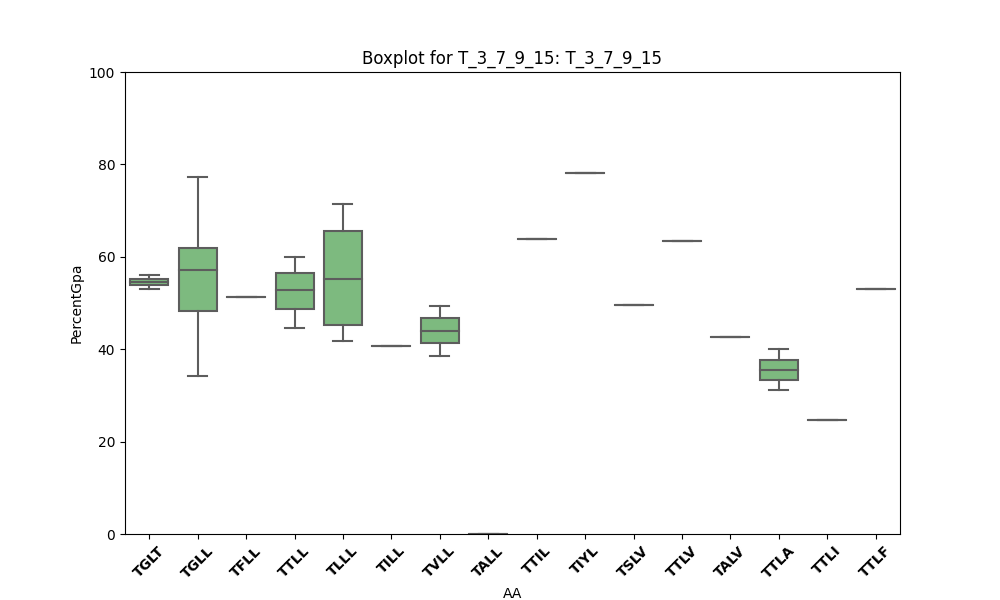 Boxplot for T_3_7_9_15: T_3_7_9_15
100
80
60
40
20
0
PercentGpa
TGLT TGLL TFLL TTLL TLLL TILL TVLL TALL TTIL TIYL TSLV TTLV TALV TTLA TTLI TTLF
AA